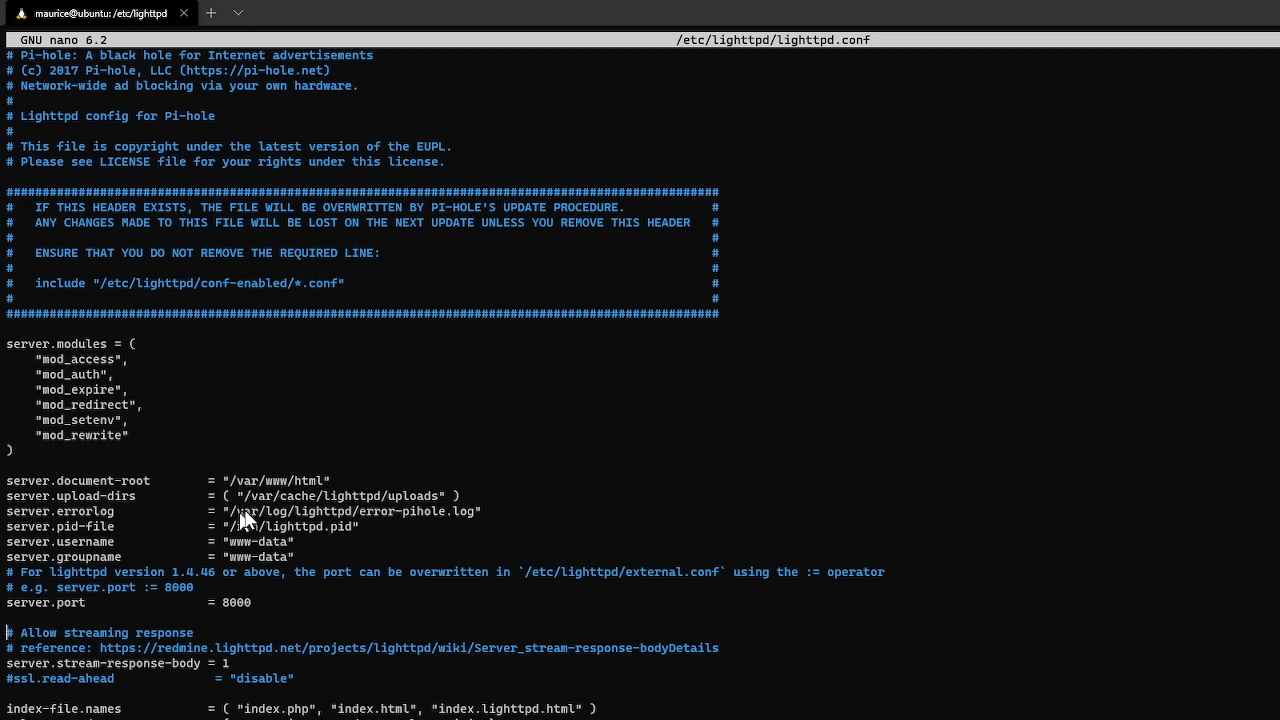 maurice@ubuntu: /etc/lighttpd
GNU nano 6.2 /etc/lighttpd/lighttpd.conf
# Pi-hole: A black hole for Internet advertisements
# (c) 2017 Pi-hole, LLC (https://pi-hole.net)
# Network-wide ad blocking via your own hardware.
#
# Lighttpd config for Pi-hole
#
# This file is copyright under the latest version of the EUPL.
# Please see LICENSE file for your rights under this license.
###################################################################################################
#   IF THIS HEADER EXISTS, THE FILE WILL BE OVERWRITTEN BY PI-HOLE'S UPDATE PROCEDURE.            #
#   ANY CHANGES MADE TO THIS FILE WILL BE LOST ON THE NEXT UPDATE UNLESS YOU REMOVE THIS HEADER   #
#                                                                                                 #
#   ENSURE THAT YOU DO NOT REMOVE THE REQUIRED LINE:                                              #
#                                                                                                 #
#   include "/etc/lighttpd/conf-enabled/*.conf"                                                   #
#                                                                                                 #
###################################################################################################
server.modules = (
    "mod_access",
    "mod_auth",
    "mod_expire",
    "mod_redirect",
    "mod_setenv",
    "mod_rewrite"
)
server.document-root        = "/var/www/html"
server.upload-dirs          = ( "/var/cache/lighttpd/uploads" )
server.errorlog             = "/var/log/lighttpd/error-pihole.log"
server.pid-file             = "/ /lighttpd.pid"
server.username             = "www-data"
server.groupname            = "www-data"
# For lighttpd version 1.4.46 or above, the port can be overwritten in `/etc/lighttpd/external.conf` using the := operator
# e.g. server.port := 8000
server.port                 = 8000
# Allow streaming response
# reference: https://redmine.lighttpd.net/projects/lighttpd/wiki/Server_stream-response-bodyDetails
server.stream-response-body = 1
#ssl.read-ahead              = "disable"
index-file.names            = ( "index.php", "index.html", "index.lighttpd.html" )